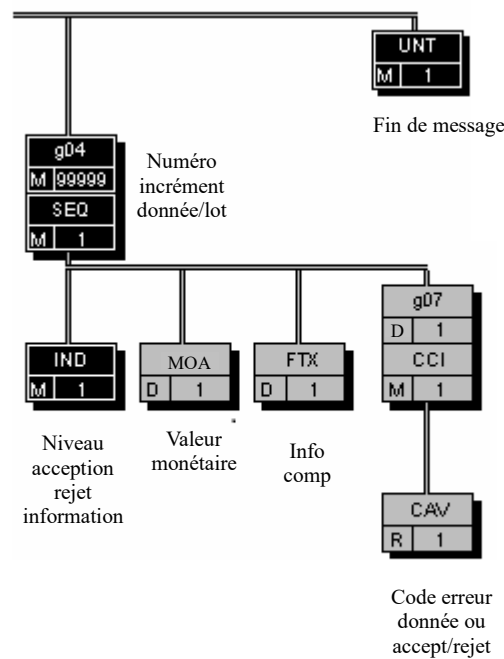 UNT
M 1
Fin de message
g04
M 99999
SEQ
M 1
Numéro
incrément
donnée/lot
g07
D 1
CCI
M 1
IND
M 1
MOA
D 1
FTX
D 1
Niveau
acception
rejet
information
Valeur
monétaire
Info
comp
CAV
R 1
Code erreur
donnée ou
accept/rejet